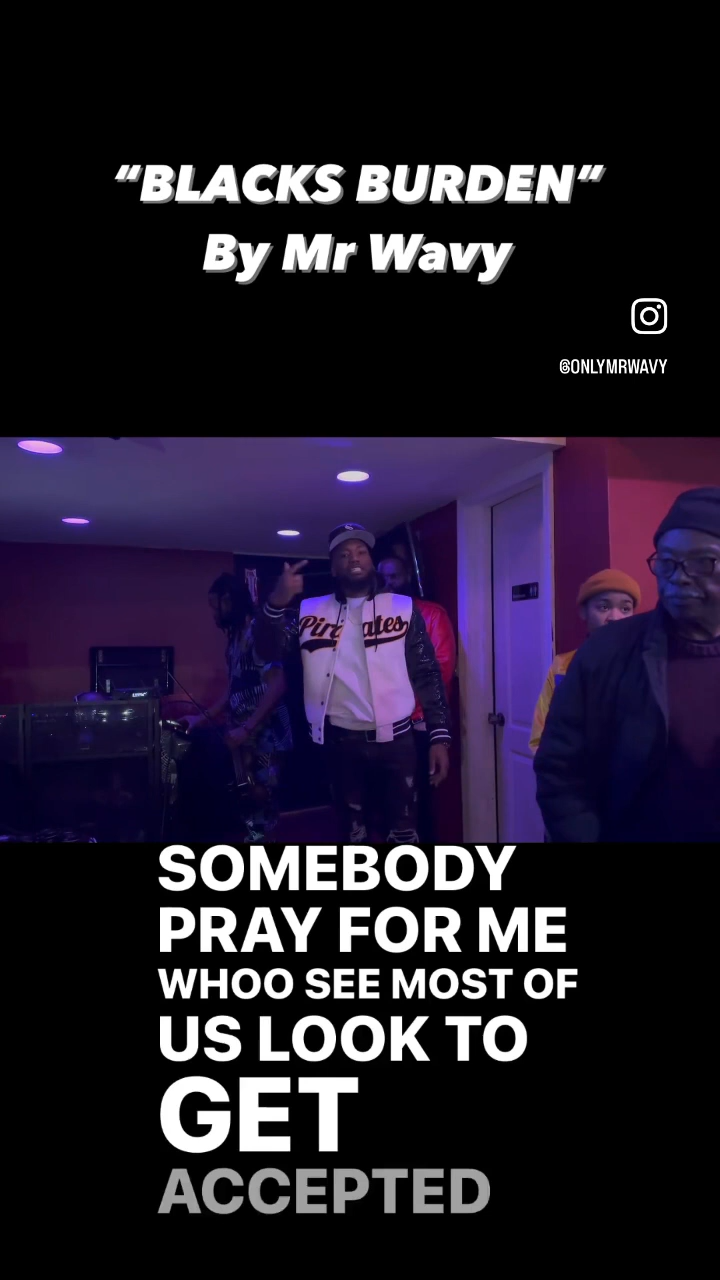 “BLACKS BURDEN”
By Mr Wavy
@ONLYMRWAVY
Pirates
SOMEBODY
PRAY FOR ME
WHOO SEE MOST OF
US LOOK TO
GET
ACCEPTED